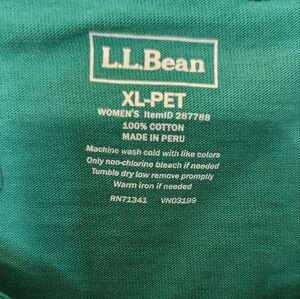 L.L.Bean
XL-PET
WOMEN'S ItemID 287788
100% COTTON
MADE IN PERU
Machine wash cold with like colors
Only non-chlorine bleach if needed
Tumble dry low remove promptly
Warm iron if needed
RN71341 VN03199